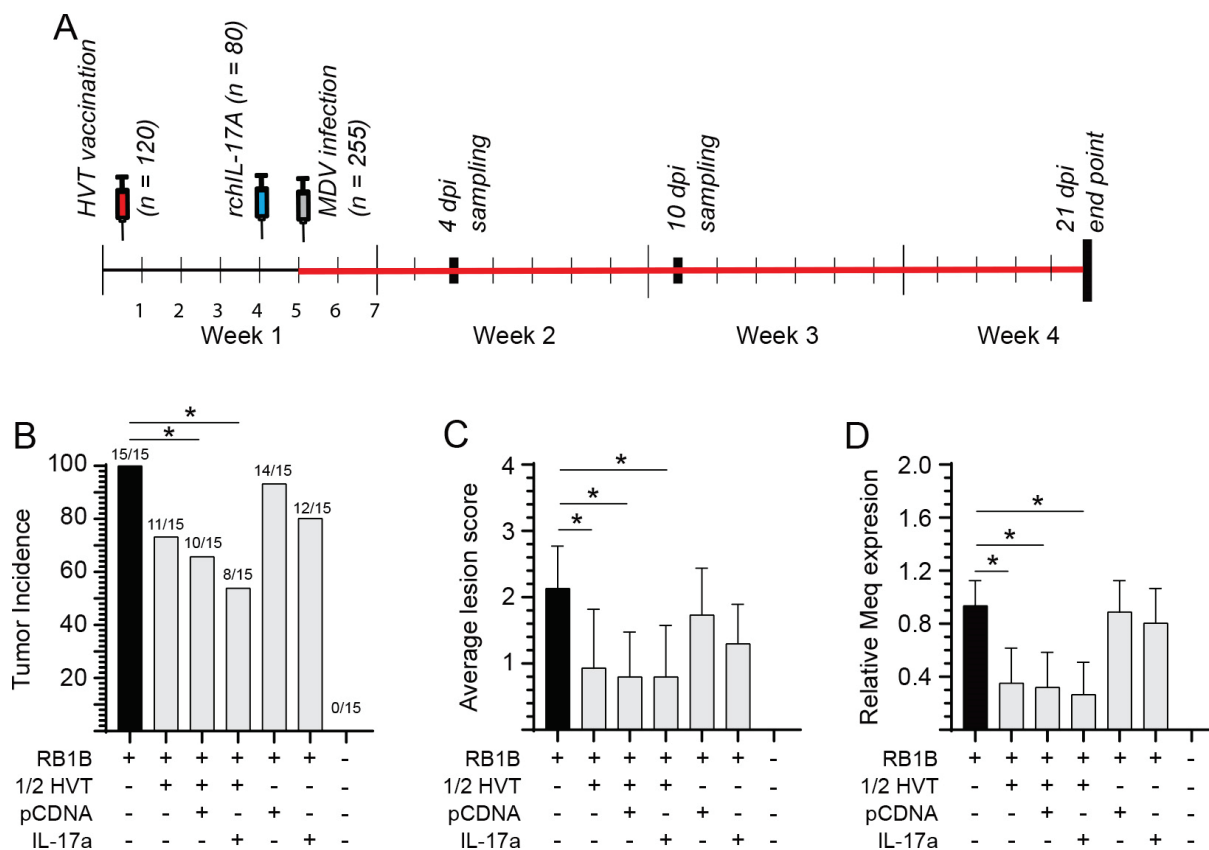 A
HVT vaccination
(n = 120)
rchIL-17A (n = 80)
MDV infection
(n = 255)
4 dpi
sampling
10 dpi
sampling
21 dpi
end point
1 2 3 4 5 6 7
Week 1 Week 2 Week 3 Week 4
B
Tumor Incidence
100
80
60
40
20
* 
*
15/15 11/15 10/15 8/15 14/15 12/15 0/15
RB1B + + + + + + -
1/2 HVT - + + + - - -
pCDNA - - + - + - -
IL-17a - - - + - + -
C
Average lesion score
4
3
2
1
*
*
*
RB1B + + + + + + -
1/2 HVT - + + + - - -
pCDNA - - + - + - -
IL-17a - - - + - + -
D
Relative Meq expresion
2.0
1.6
1.2
0.8
0.4
*
*
*
RB1B + + + + + + -
1/2 HVT - + + + - - -
pCDNA - - + - + - -
IL-17a - - - + - + -